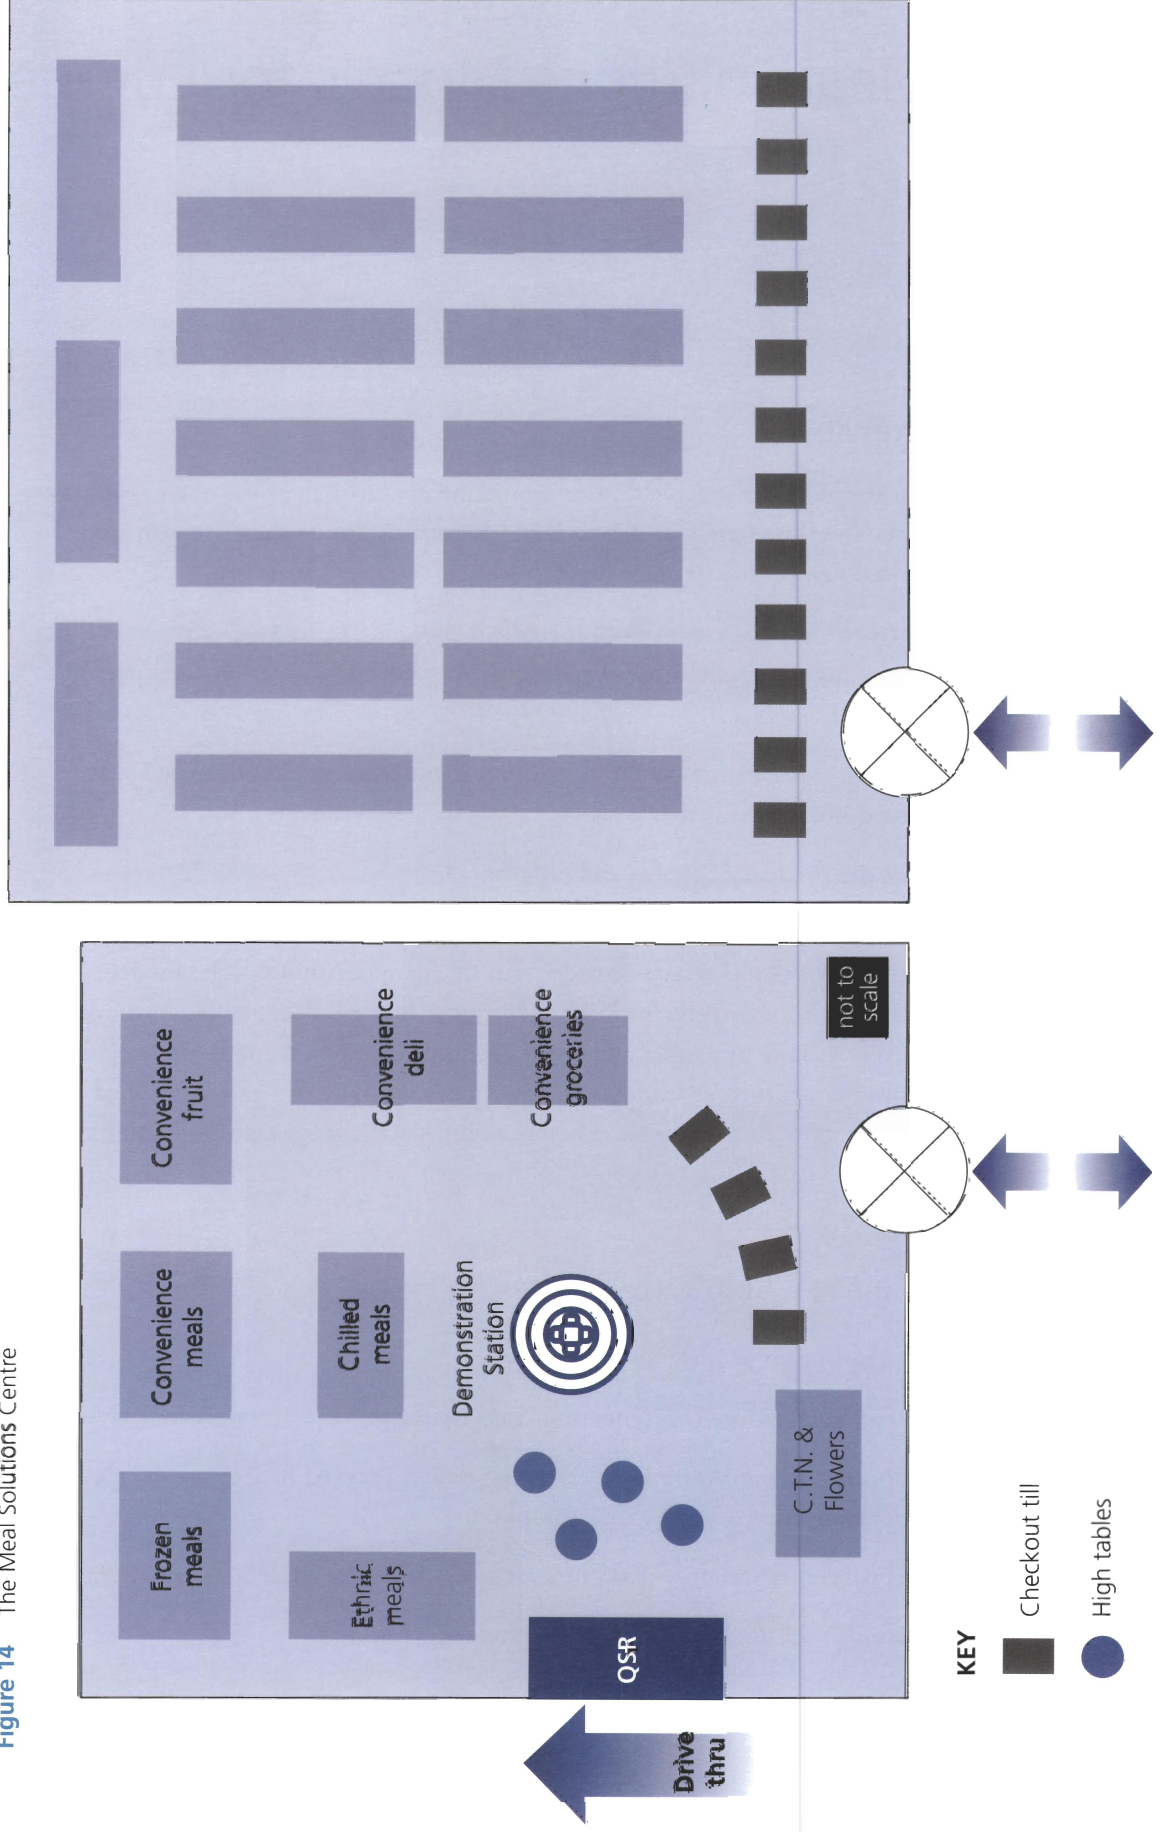 Figure 14 The Meal Solutions Centre
Frozen
meals
Convenience
meals
Convenience
fruit
Ethnic
meals
Chilled
meals
Convenience
deli
Demonstration
Station
Convenience
groceries
QSR
Drive
thru
C.T.N. &
Flowers
not to
scale
KEY
Checkout till
High tables